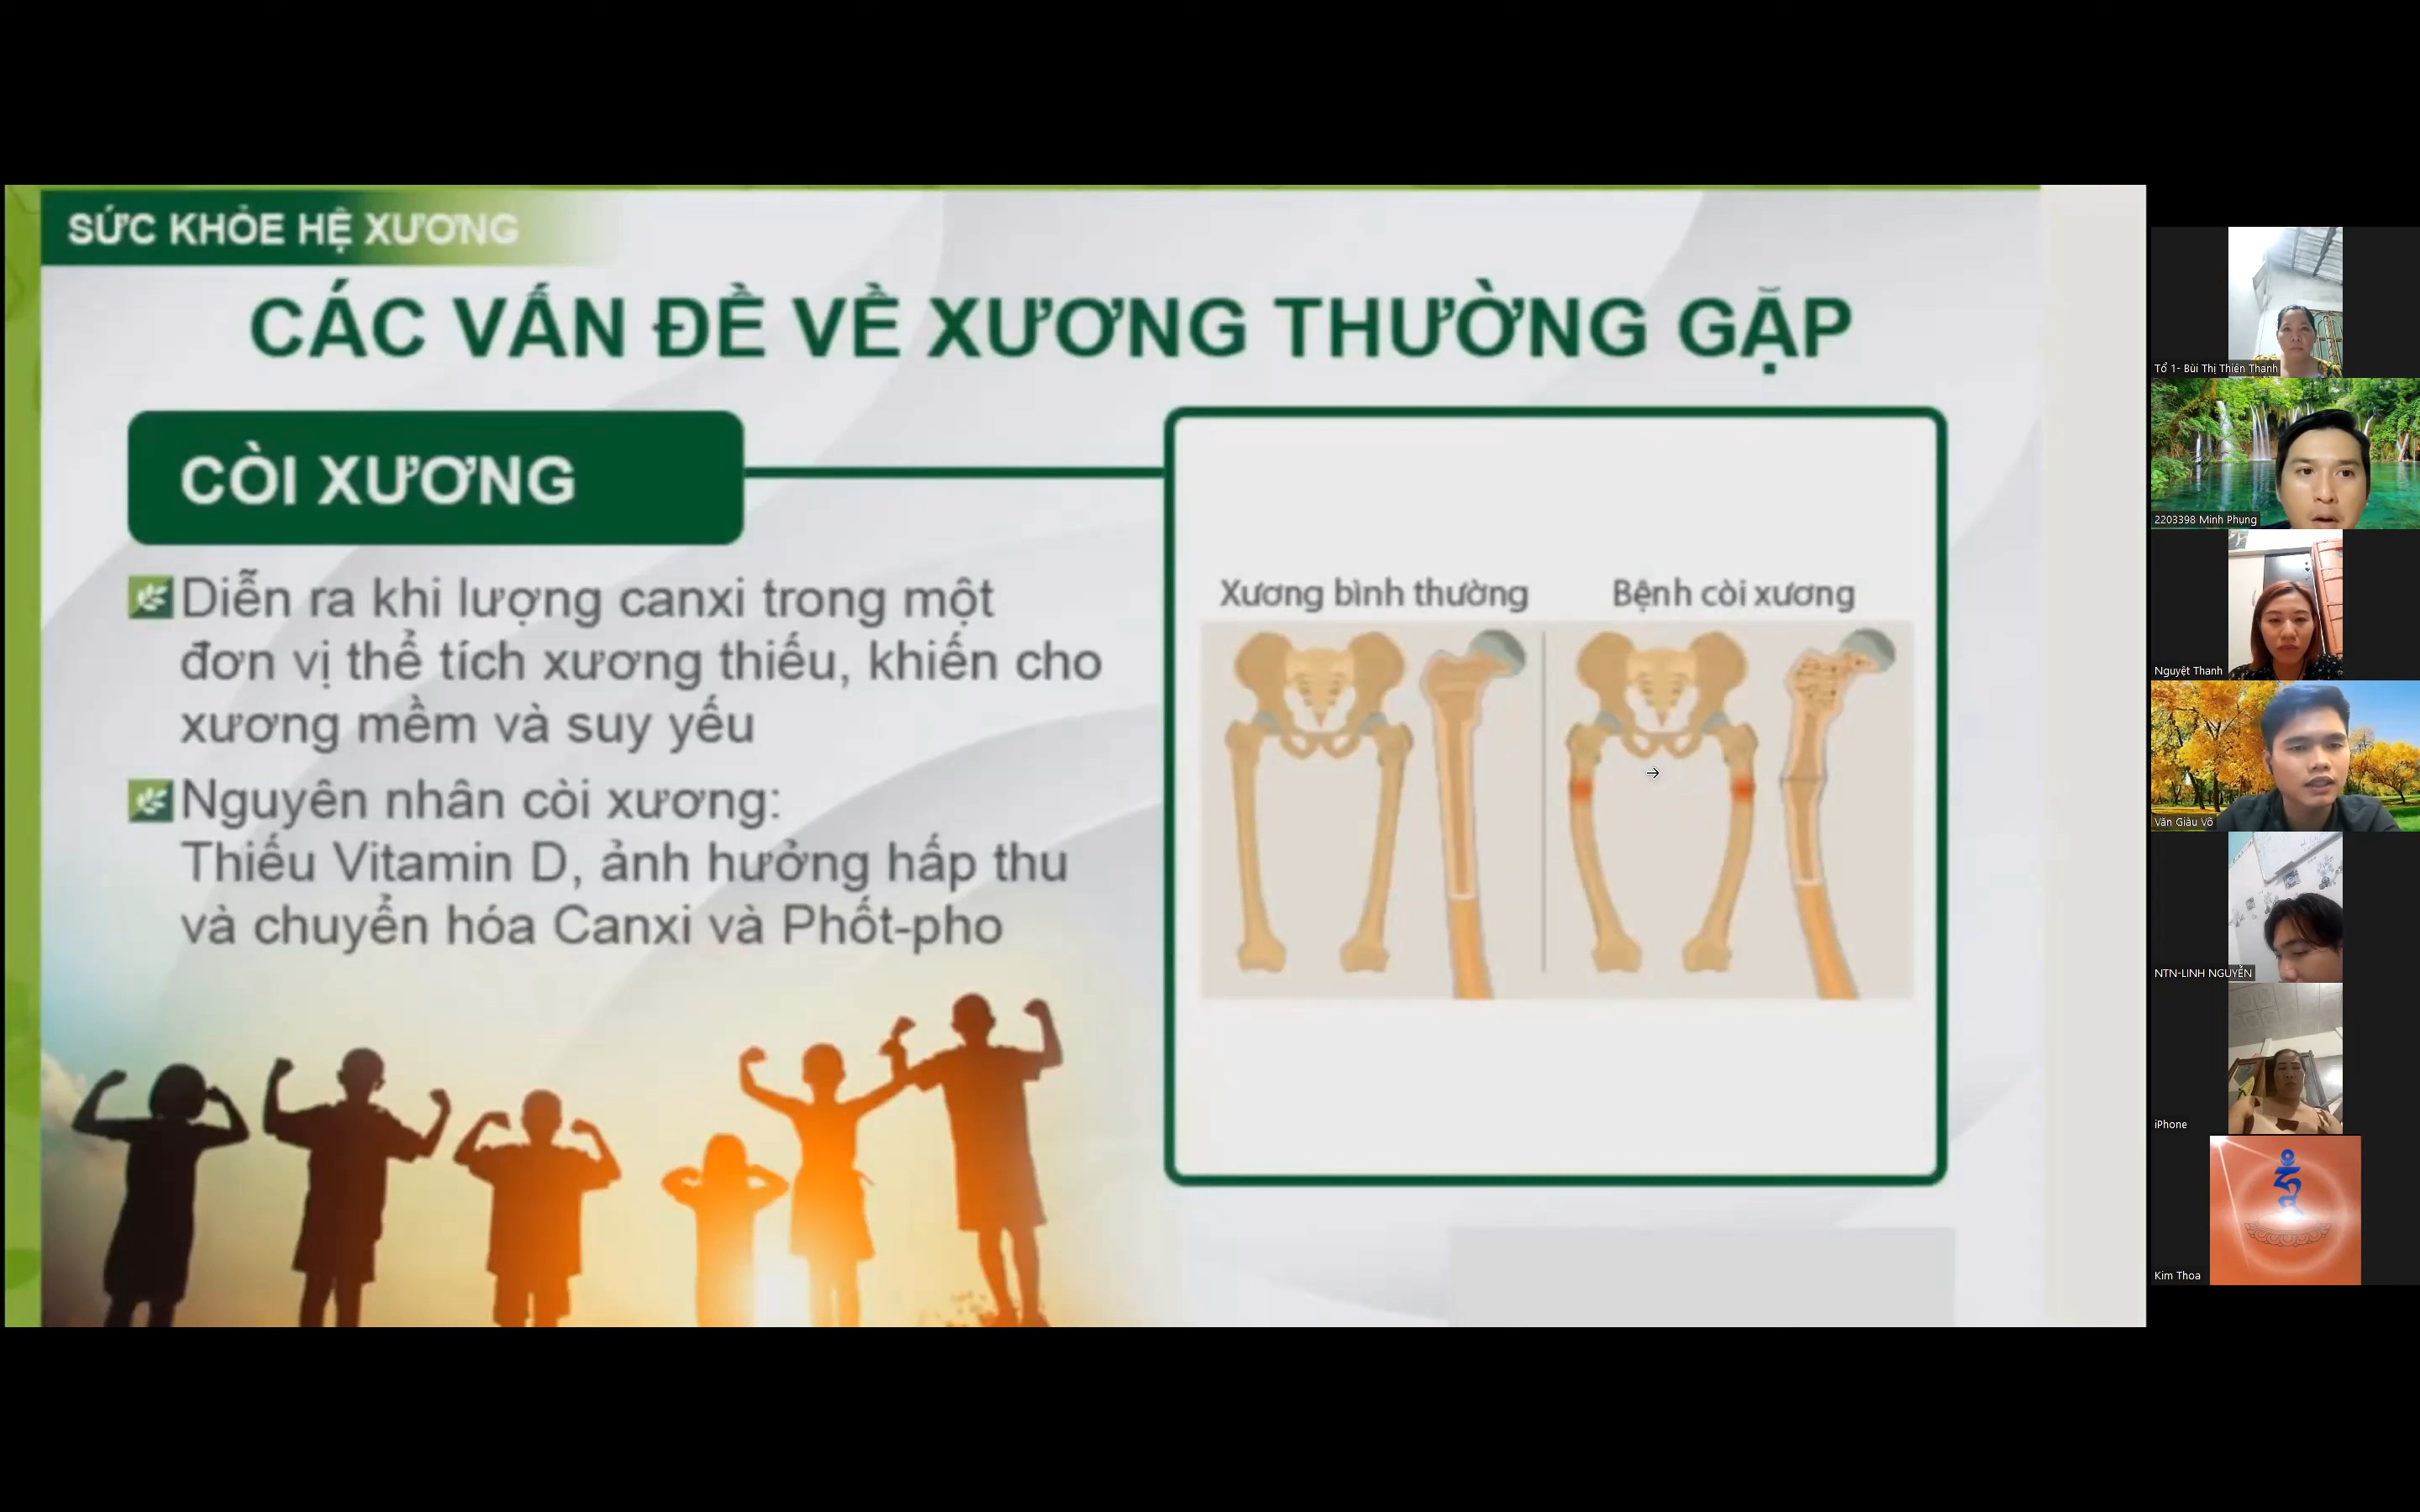 SỨC KHỎE HỆ XƯƠNG
CÁC VẤN ĐỀ VỀ XƯƠNG THƯỜNG GẶP
CÒI XƯƠNG
Diễn ra khi lượng canxi trong một
đơn vị thể tích xương thiếu, khiến cho
xương mềm và suy yếu
Nguyên nhân còi xương:
Thiếu Vitamin D, ảnh hưởng hấp thu
và chuyển hóa Canxi và Phốt-pho
Xương bình thường
Bệnh còi xương
Tổ 1- Bùi Thị Thiên Thanh
2203398 Minh Phụng
Nguyệt Thanh
Văn Giàu Võ
NTN-LINH NGUYỄN
iPhone
Kim Thoa